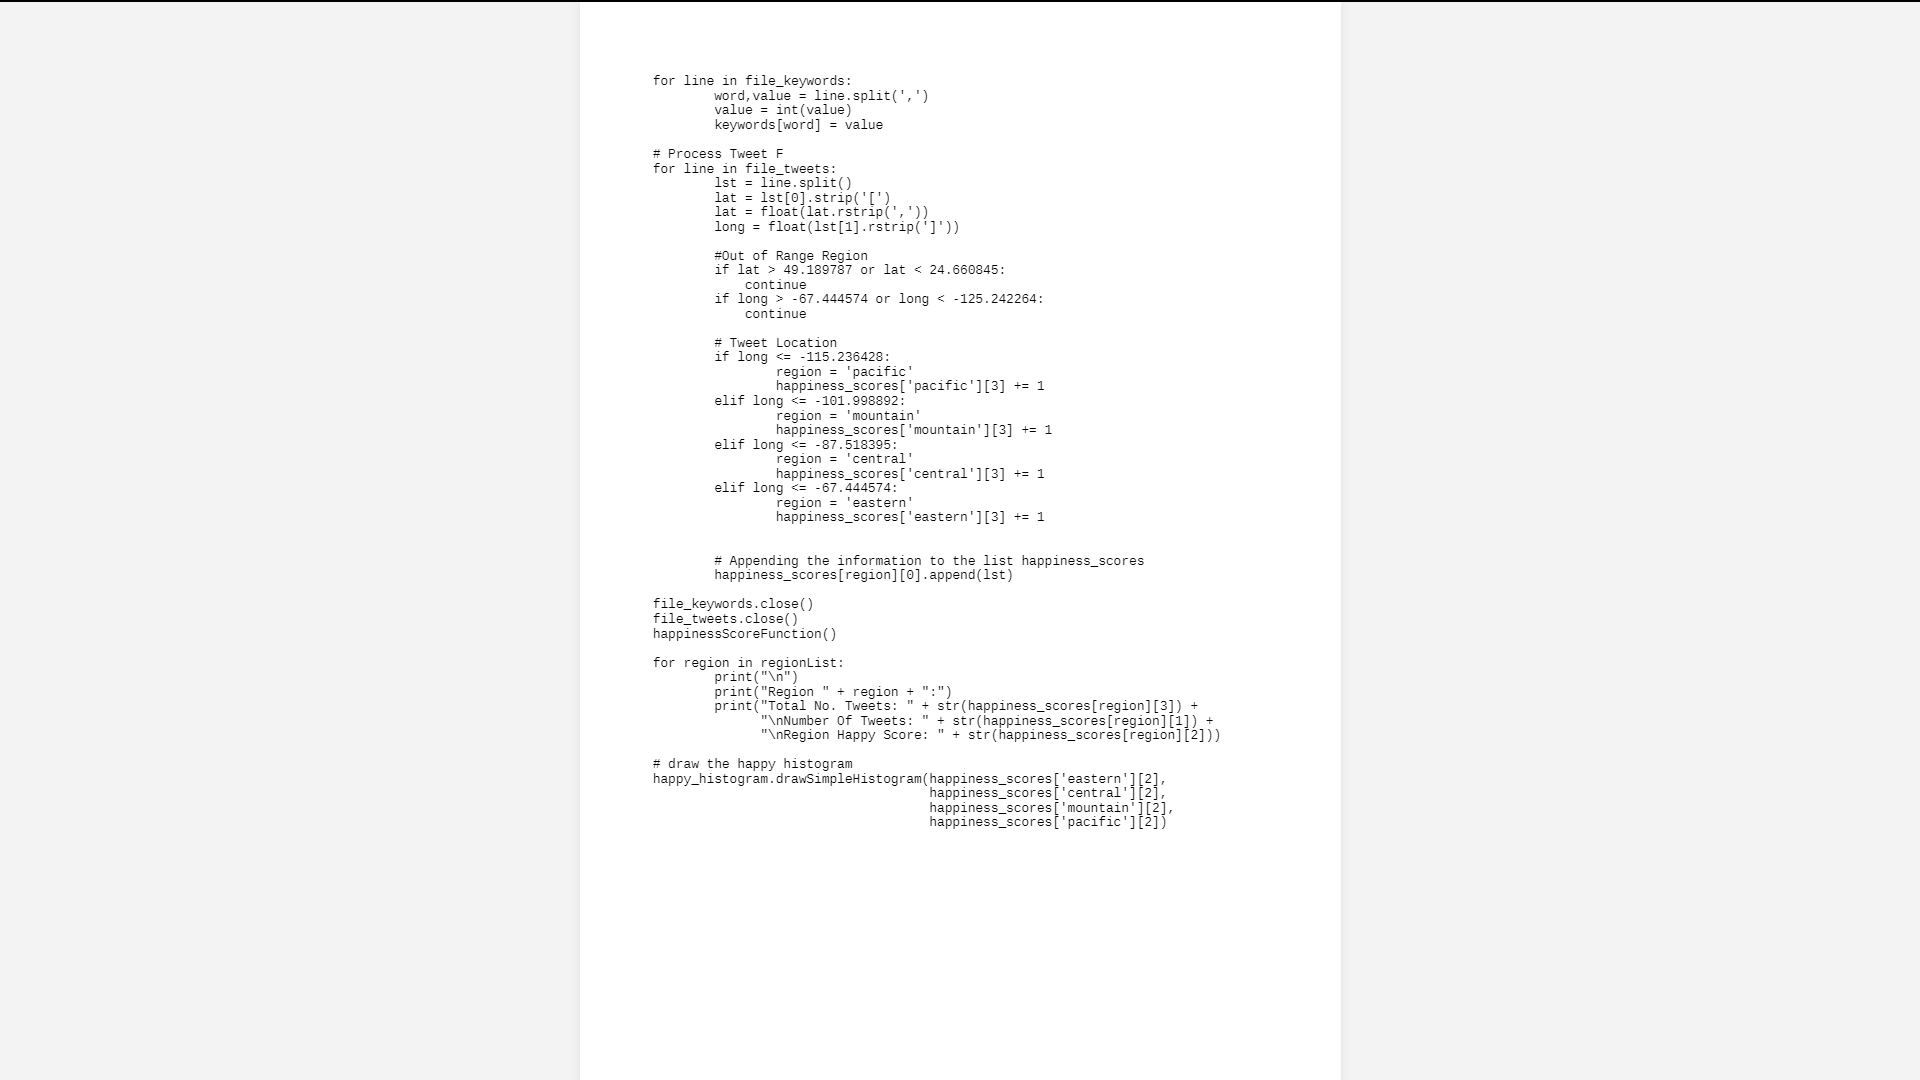 for line in file_keywords:
        word,value = line.split(',')
        value = int(value)
        keywords[word] = value

# Process Tweet F
for line in file_tweets:
        lst = line.split()
        lat = lst[0].strip('[')
        lat = float(lat.rstrip(','))
        long = float(lst[1].rstrip(']'))

        #Out of Range Region
        if lat > 49.189787 or lat < 24.660845:
            continue
        if long > -67.444574 or long < -125.242264:
            continue

        # Tweet Location
        if long <= -115.236428:
                region = 'pacific'
                happiness_scores['pacific'][3] += 1
        elif long <= -101.998892:
                region = 'mountain'
                happiness_scores['mountain'][3] += 1
        elif long <= -87.518395:
                region = 'central'
                happiness_scores['central'][3] += 1
        elif long <= -67.444574:
                region = 'eastern'
                happiness_scores['eastern'][3] += 1


        # Appending the information to the list happiness_scores
        happiness_scores[region][0].append(lst)

file_keywords.close()
file_tweets.close()
happinessScoreFunction()

for region in regionList:
        print("\n")
        print("Region " + region + ":")
        print("Total No. Tweets: " + str(happiness_scores[region][3]) +
              "\nNumber Of Tweets: " + str(happiness_scores[region][1]) +
              "\nRegion Happy Score: " + str(happiness_scores[region][2]))

# draw the happy histogram
happy_histogram.drawSimpleHistogram(happiness_scores['eastern'][2],
                                    happiness_scores['central'][2],
                                    happiness_scores['mountain'][2],
                                    happiness_scores['pacific'][2])